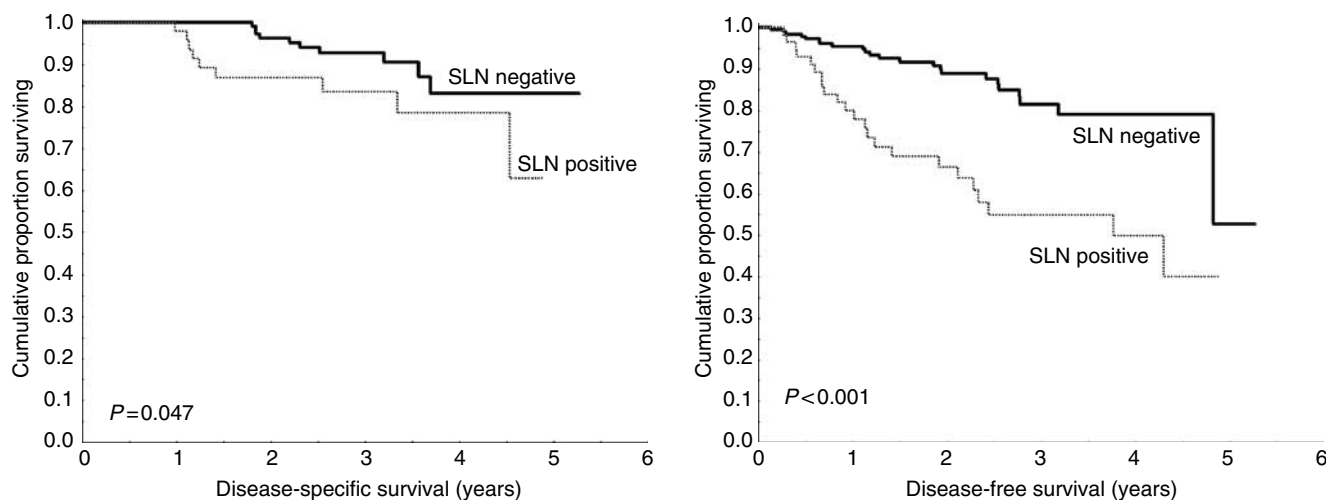 Cumulative proportion surviving
1.0
0.9
0.8
0.7
0.6
0.5
0.4
0.3
0.2
0.1
0.0
SLN negative
SLN positive
P=0.047
0 1 2 3 4 5 6
Disease-specific survival (years)
Cumulative proportion surviving
1.0
0.9
0.8
0.7
0.6
0.5
0.4
0.3
0.2
0.1
0.0
SLN negative
SLN positive
P<0.001
0 1 2 3 4 5 6
Disease-free survival (years)